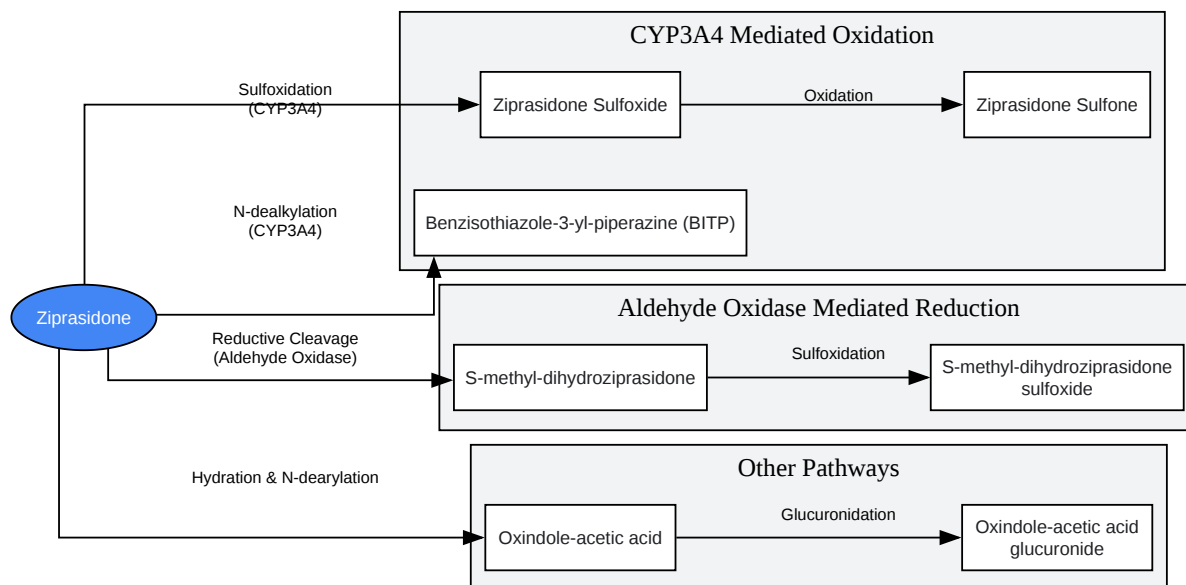 CYP3A4 Mediated Oxidation
Sulfoxidation
(CYP3A4)
Ziprasidone Sulfoxide
Oxidation
Ziprasidone Sulfone
N-dealkylation
(CYP3A4)
Benzisothiazole-3-yl-piperazine (BITP)
Ziprasidone
Aldehyde Oxidase Mediated Reduction
Reductive Cleavage
(Aldehyde Oxidase)
S-methyl-dihydroziprasidone
Sulfoxidation
S-methyl-dihydroziprasidone
sulfoxide
Other Pathways
Hydration & N-dearylation
Oxindole-acetic acid
Glucuronidation
Oxindole-acetic acid
glucuronide